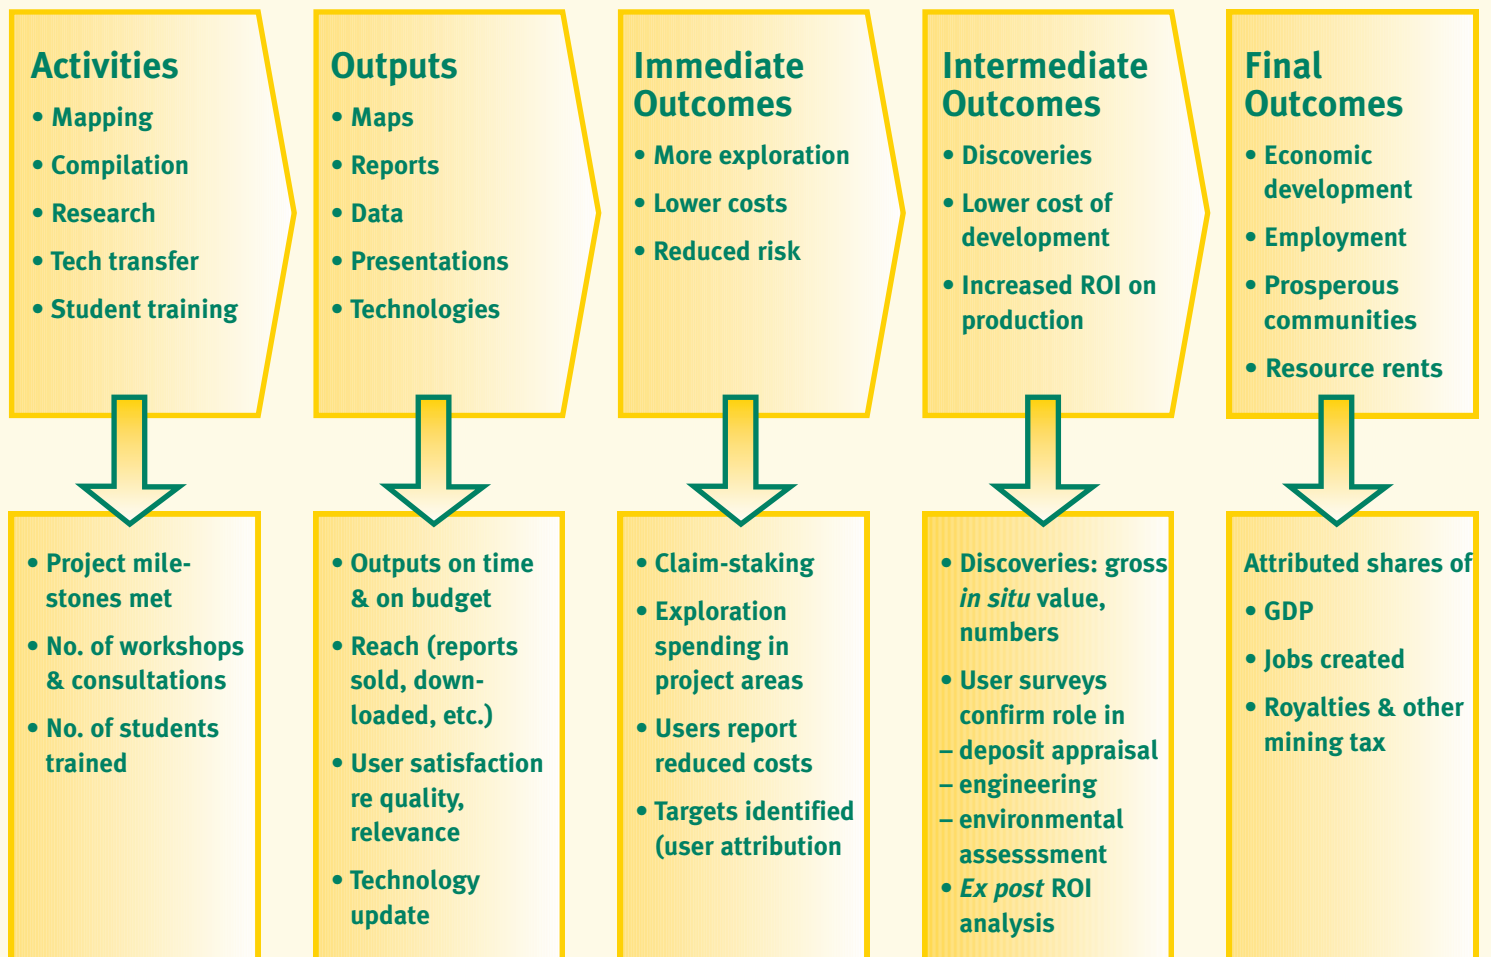 Activities
• Mapping
• Compilation
• Research
• Tech transfer
• Student training
Outputs
• Maps
• Reports
• Data
• Presentations
• Technologies
Immediate
Outcomes
• More exploration
• Lower costs
• Reduced risk
Intermediate
Outcomes
• Discoveries
• Lower cost of
development
• Increased ROI on
production
Final
Outcomes
• Economic
development
• Employment
• Prosperous
communities
• Resource rents
• Project mile-
stones met
• No. of workshops
& consultations
• No. of students
trained
• Outputs on time
& on budget
• Reach (reports
sold, down-
loaded, etc.)
• User satisfaction
re quality,
relevance
• Technology
update
• Claim-staking
• Exploration
spending in
project areas
• Users report
reduced costs
• Targets identified
(user attribution
• Discoveries: gross
in situ value,
numbers
• User surveys
confirm role in
– deposit appraisal
– engineering
– environmental
assesssment
• Ex post ROI
analysis
Attributed shares of
• GDP
• Jobs created
• Royalties & other
mining tax